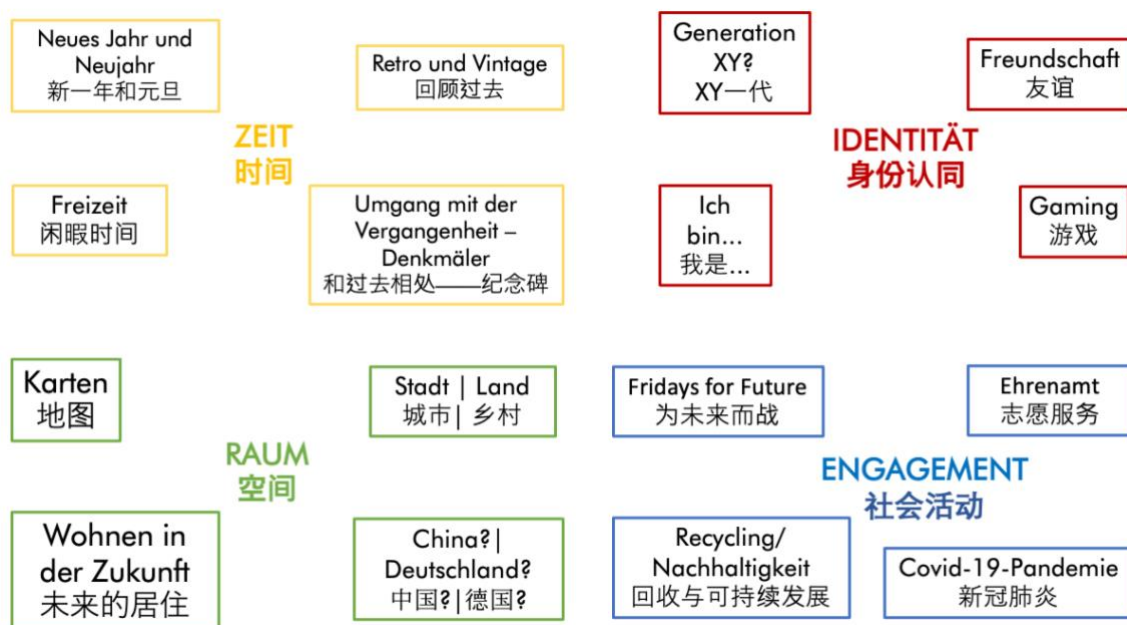 Neues Jahr und
Neujahr
新一年和元旦
Retro und Vintage
回顾过去
ZEIT
时间
Freizeit
闲暇时间
Umgang mit der
Vergangenheit –
Denkmäler
和过去相处——纪念碑
Generation
XY?
XY一代
Freundschaft
友谊
IDENTITÄT
身份认同
Ich
bin...
我是...
Gaming
游戏
Karten
地图
Stadt | Land
城市| 乡村
RAUM
空间
Wohnen in
der Zukunft
未来的居住
China?|
Deutschland?
中国?|德国?
Fridays for Future
为未来而战
Ehrenamt
志愿服务
ENGAGEMENT
社会活动
Recycling/
Nachhaltigkeit
回收与可持续发展
Covid-19-Pandemie
新冠肺炎